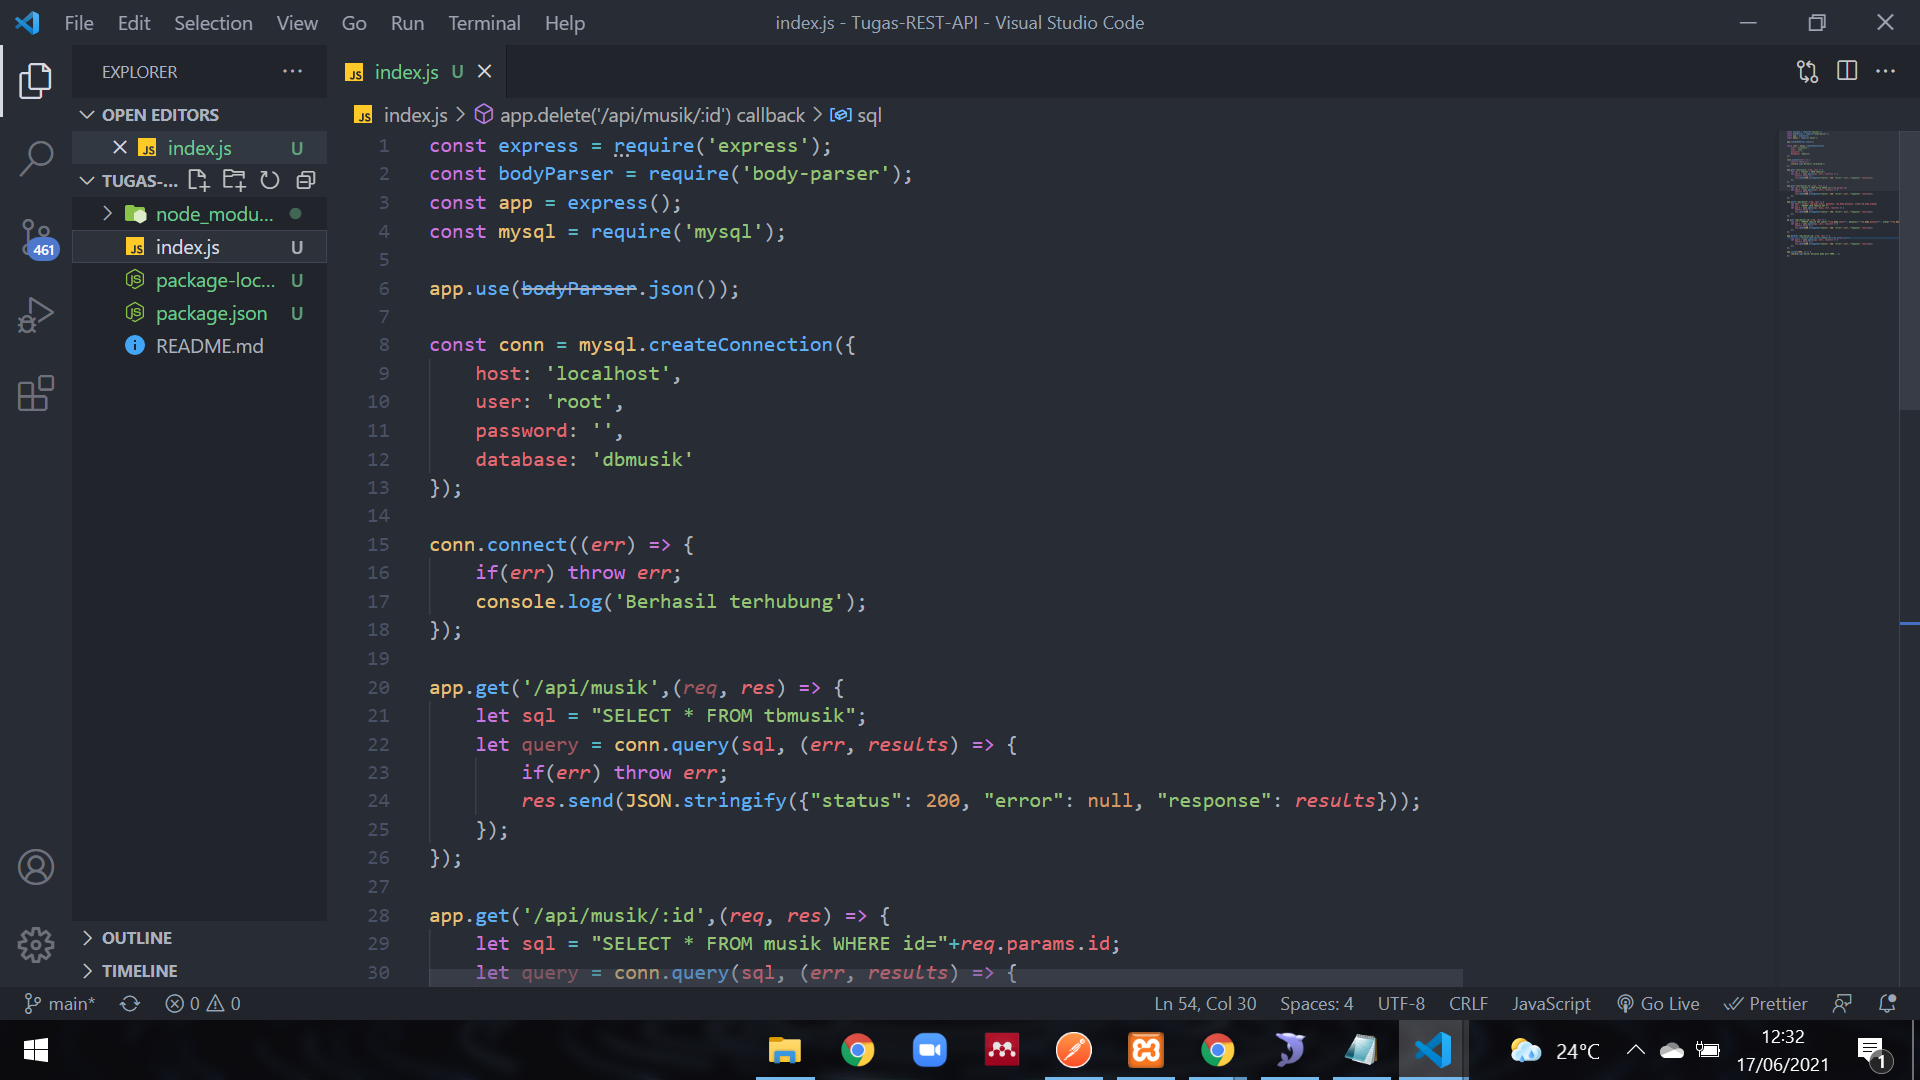 File Edit Selection View Go Run Terminal Help
index.js - Tugas-REST-API - Visual Studio Code
EXPLORER
OPEN EDITORS
index.js U
TUGAS-...
node_modu...
index.js U
package-loc... U
package.json U
README.md
461
OUTLINE
TIMELINE
JS index.js U
JS index.js > app.delete('/api/musik/:id') callback > sql
1 const express = require('express');
2 const bodyParser = require('body-parser');
3 const app = express();
4 const mysql = require('mysql');
5
6 app.use(bodyParser.json());
7
8 const conn = mysql.createConnection({
9 host: 'localhost',
10 user: 'root',
11 password: '',
12 database: 'dbmusik'
13 });
14
15 conn.connect((err) => {
16 if(err) throw err;
17 console.log('Berhasil terhubung');
18 });
19
20 app.get('/api/musik',(req, res) => {
21 let sql = "SELECT * FROM tbmusik";
22 let query = conn.query(sql, (err, results) => {
23 if(err) throw err;
24 res.send(JSON.stringify({"status": 200, "error": null, "response": results}));
25 });
26 });
27
28 app.get('/api/musik/:id',(req, res) => {
29 let sql = "SELECT * FROM musik WHERE id="+req.params.id;
30 let query = conn.query(sql, (err, results) => {
main* 0 0 Ln 54, Col 30 Spaces: 4 UTF-8 CRLF JavaScript Go Live Prettier
24°C
12:32
17/06/2021
1